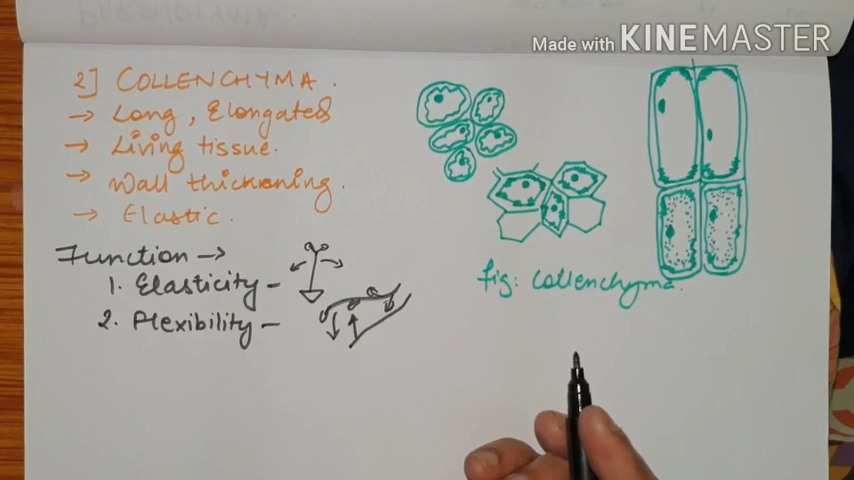 Made with KINEMASTER
2] COLLENCHYMA.
→ Long, Elongated
→ Living tissue.
→ Wall thickening.
→ Elastic.
Function →
1. Elasticity -
2. Flexibility -
fig: collenchyma.